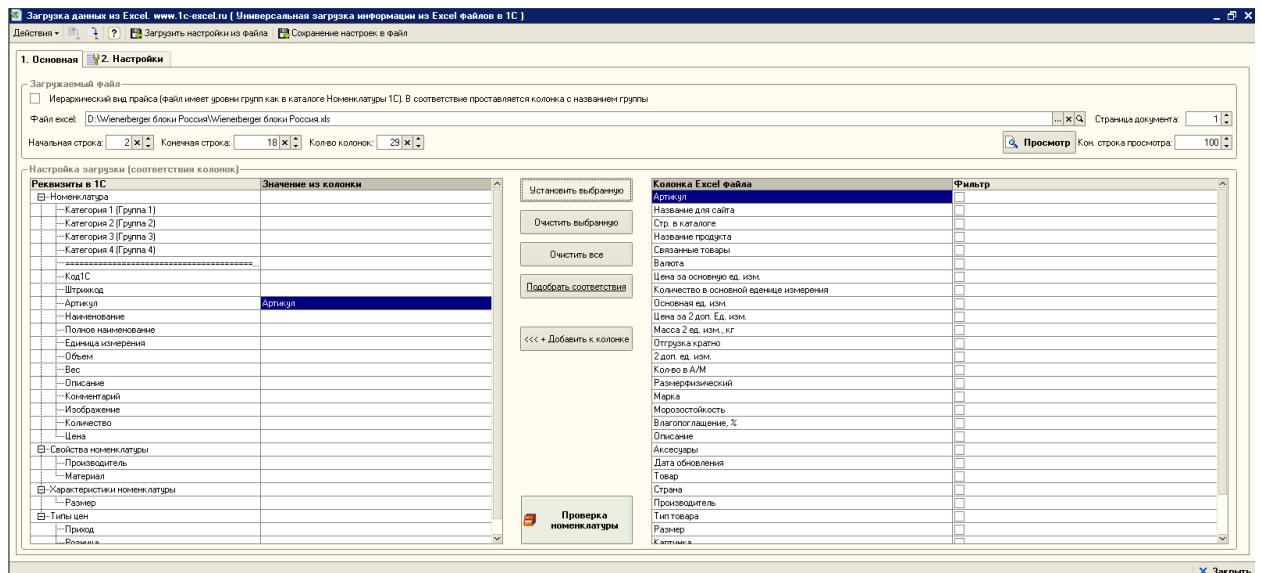 Загрузка данных из Excel. www.1c-excel.ru ( Универсальная загрузка информации из Excel файлов в 1С )
Действия Загрузить настройки из файла Сохранение настроек в файл
1. Основная 2. Настройки
Загружаемый файл
Иерархический вид прайса (файл имеет уровни групп как в каталоге Номенклатуры 1С). В соответствие проставляется колонка с названием группы
Файл excel: D:\Wienerberger блоки Россия\Wienerberger блоки Россия.xls ... Страница документа: 1
Начальная строка: 2 Конечная строка: 18 Кол-во колонок: 29 Просмотр Кон. строка просмотра: 100
Настройка загрузки (соответствия колонок)
Реквизиты в 1С Значение из колонки
Номенклатура
Категория 1 (Группа 1)
Категория 2 (Группа 2)
Категория 3 (Группа 3)
Категория 4 (Группа 4)
========================================...
Код1С
Штрихкод
Артикул Артикул
Наименование
Полное наименование
Единица измерения
Объем
Вес
Описание
Комментарий
Изображение
Количество
Цена
Свойства номенклатуры
Производитель
Материал
Характеристики номенклатуры
Размер
Типы цен
Приход
Розница
Установить выбранную
Очистить выбранную
Очистить все
Подобрать соответствия
<<< + Добавить к колонке
Проверка
номенклатуры
Колонка Excel файла Фильтр
Артикул
Название для сайта
Стр. в каталоге
Название продукта
Связанные товары
Валюта
Цена за основную ед. изм.
Количество в основной еденице измерения
Основная ед. изм.
Цена за 2 доп. Ед. изм.
Масса 2 ед. изм., кг
Отгрузка кратно
2 доп. ед. изм.
Кол-во в А/М
Размерфизический
Марка
Морозостойкость
Влагопоглащение, %
Описание
Аксесуары
Дата обновления
Товар
Страна
Производитель
Тип товара
Размер
Картинка
Закрыть